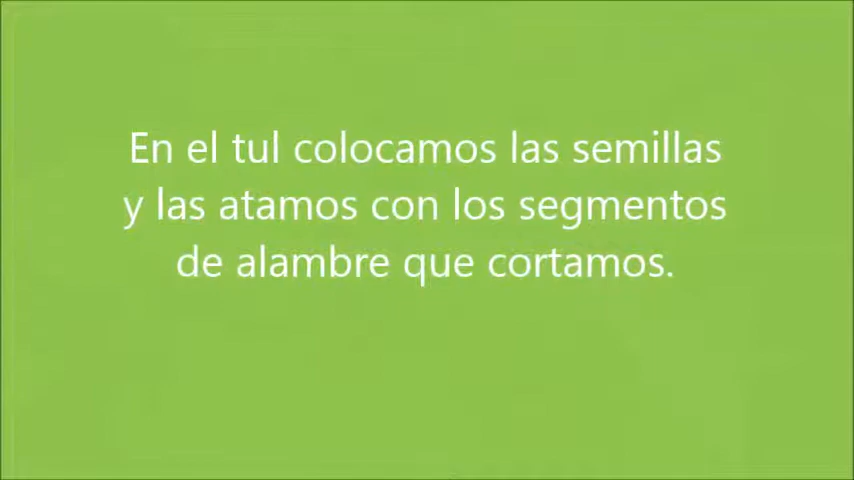 En el tul colocamos las semillas
y las atamos con los segmentos
de alambre que cortamos.